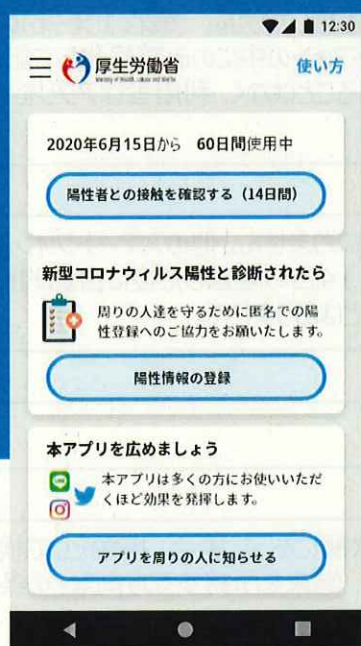 12:30
厚生労働省
使い方
2020年6月15日から 60日間使用中
陽性者との接触を確認する（14日間）
新型コロナウィルス陽性と診断されたら
周りの人達を守るために匿名での陽
性登録へのご協力をお願いたします。
陽性情報の登録
本アプリを広めましょう
本アプリは多くの方にお使いいただ
くほど効果を発揮します。
アプリを周りの人に知らせる